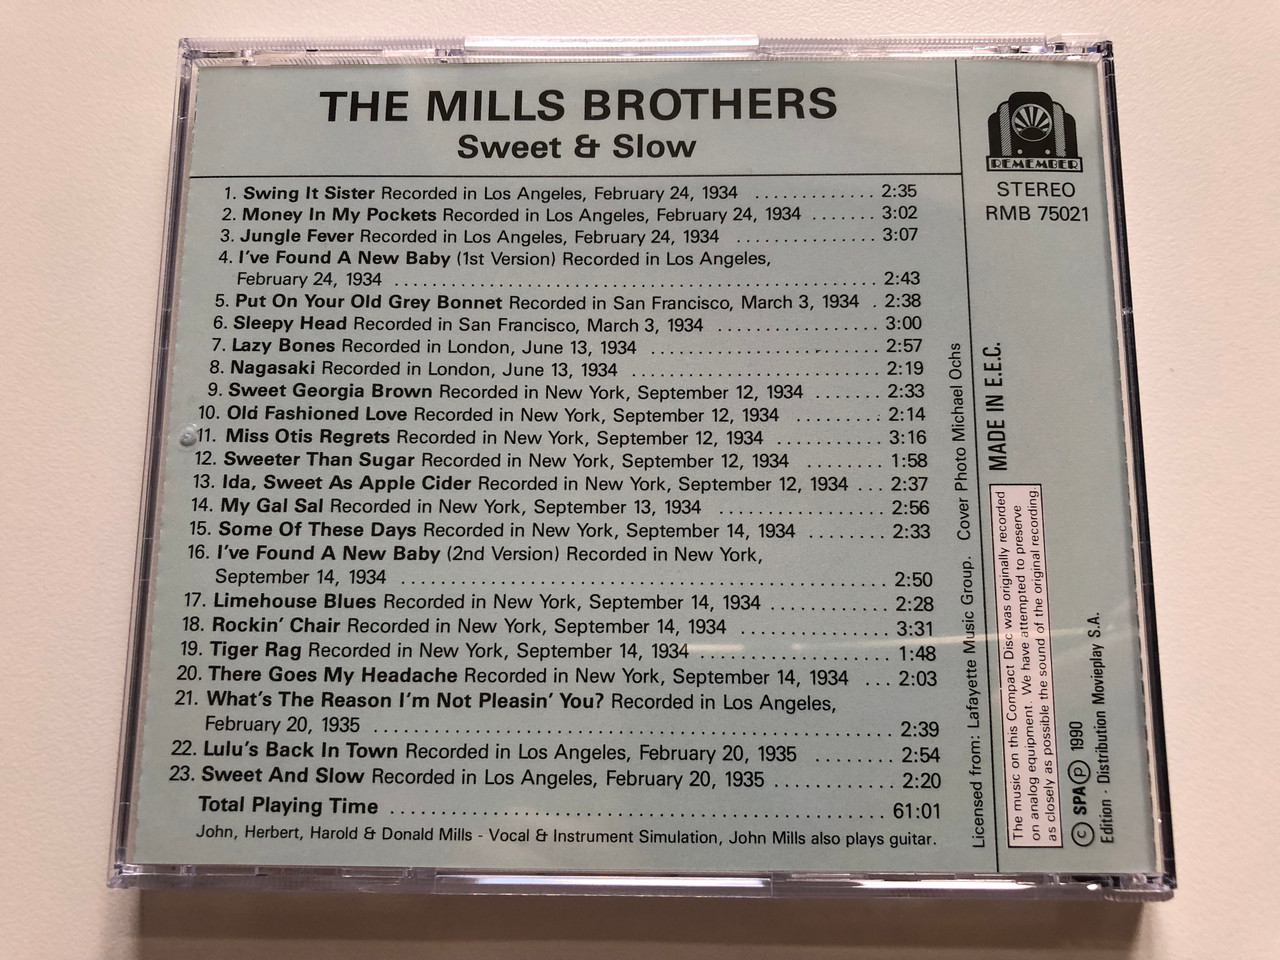 THE MILLS BROTHERS
Sweet & Slow
1. Swing It Sister Recorded in Los Angeles, February 24, 1934 ............. 2:35
2. Money In My Pockets Recorded in Los Angeles, February 24, 1934 ....... 3:02
3. Jungle Fever Recorded in Los Angeles, February 24, 1934 .............. 3:07
4. I've Found A New Baby (1st Version) Recorded in Los Angeles,
February 24, 1934 ................................................ 2:43
5. Put On Your Old Grey Bonnet Recorded in San Francisco, March 3, 1934 . 2:38
6. Sleepy Head Recorded in San Francisco, March 3, 1934 ................ 3:00
7. Lazy Bones Recorded in London, June 13, 1934 ....................... 2:57
8. Nagasaki Recorded in London, June 13, 1934 ........................ 2:19
9. Sweet Georgia Brown Recorded in New York, September 12, 1934 ....... 2:33
10. Old Fashioned Love Recorded in New York, September 12, 1934 .......... 2:14
11. Miss Otis Regrets Recorded in New York, September 12, 1934 ............ 3:16
12. Sweeter Than Sugar Recorded in New York, September 12, 1934 ........ 1:58
13. Ida, Sweet As Apple Cider Recorded in New York, September 12, 1934 ... 2:37
14. My Gal Sal Recorded in New York, September 13, 1934 ................ 2:56
15. Some Of These Days Recorded in New York, September 14, 1934 ........ 2:33
16. I've Found A New Baby (2nd Version) Recorded in New York,
September 14, 1934 ............................................... 2:50
17. Limehouse Blues Recorded in New York, September 14, 1934 ............ 2:28
18. Rockin' Chair Recorded in New York, September 14, 1934 ............... 3:31
19. Tiger Rag Recorded in New York, September 14, 1934 ................... 1:48
20. There Goes My Headache Recorded in New York, September 14, 1934 ... 2:03
21. What's The Reason I'm Not Pleasin' You? Recorded in Los Angeles,
February 20, 1935 .................................................. 2:39
22. Lulu's Back In Town Recorded in Los Angeles, February 20, 1935 ........ 2:54
23. Sweet And Slow Recorded in Los Angeles, February 20, 1935 ............ 2:20
Total Playing Time .................................................. 61:01
John, Herbert, Harold & Donald Mills - Vocal & Instrument Simulation, John Mills also plays guitar.
REMEMBER
STEREO
RMB 75021
Licensed from: Lafayette Music Group. Cover Photo Michael Ochs
MADE IN E.E.C.
The music on this Compact Disc was originally recorded
on analog equipment. We have attempted to preserve
as closely as possible the sound of the original recording.
© SPA ℗ 1990
Edition - Distribution Movieplay S.A.